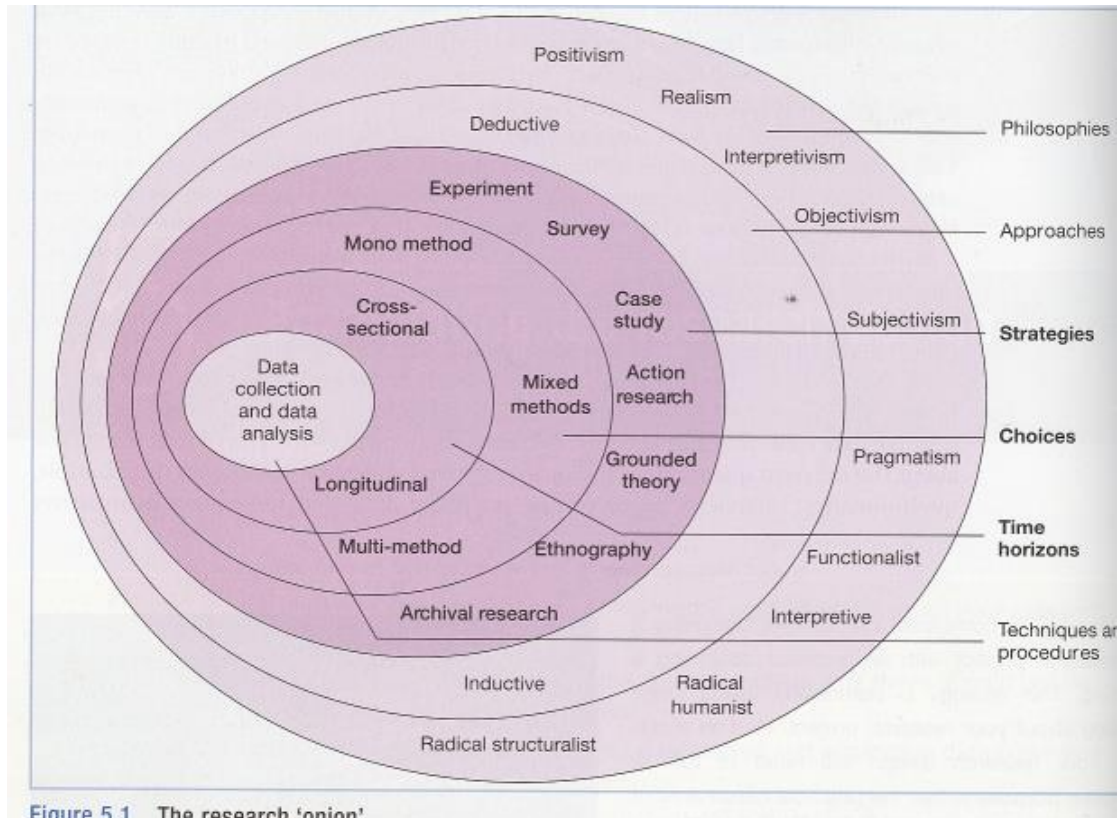 Positivism
Realism
Philosophies
Deductive
Interpretivism
Experiment
Objectivism
Approaches
Survey
Mono method
Case
study
Subjectivism
Strategies
Cross-
sectional
Data
collection
and data
analysis
Mixed
methods
Action
research
Choices
Pragmatism
Grounded
theory
Longitudinal
Time
horizons
Multi-method
Ethnography
Functionalist
Archival research
Interpretive
Techniques
procedures
Inductive
Radical
humanist
Radical structuralist
Figure 5.1 The research ‘onion’